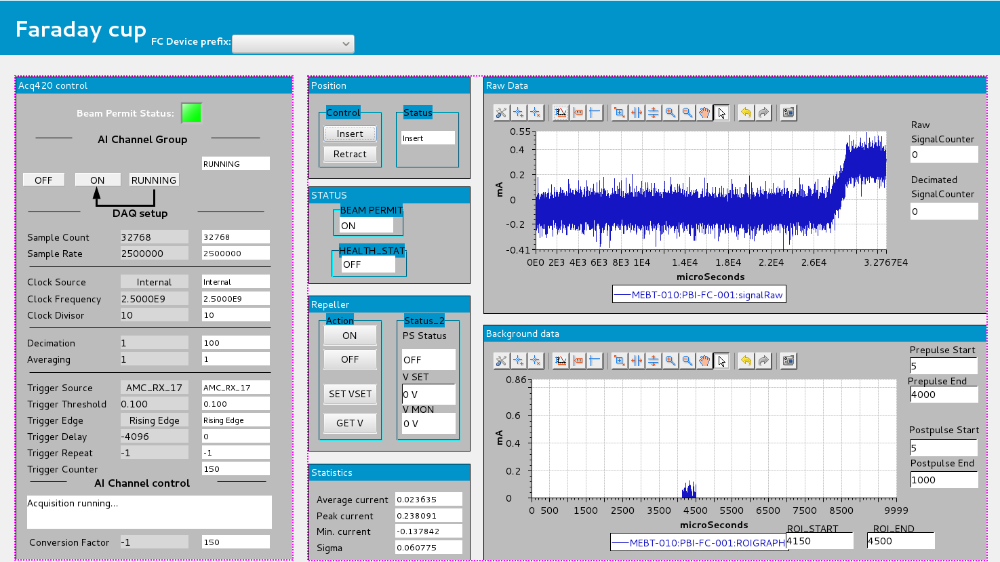 Faraday cup
FC Device prefix:
Acq420 control
Beam Permit Status:
AI Channel Group
RUNNING
OFF ON RUNNING
DAQ setup
Sample Count 32768 32768
Sample Rate 2500000 2500000
Clock Source Internal Internal
Clock Frequency 2.5000E9 2.5000E9
Clock Divisor 10 10
Decimation 1 100
Averaging 1 1
Trigger Source AMC_RX_17 AMC_RX_17
Trigger Threshold 0.100 0.100
Trigger Edge Rising Edge Rising Edge
Trigger Delay -4096 0
Trigger Repeat -1 -1
Trigger Counter 150
AI Channel control
Acquisition running...
Conversion Factor -1 150
Position
Control Status
Insert Insert
Retract
STATUS
BEAM PERMIT
ON
HEALTH_STAT
OFF
Repeller
Action Status_2
ON PS Status
OFF OFF
V SET
SET VSET 0 V
V MON
GET V 0 V
Statistics
Average current 0.023635
Peak current 0.238091
Min. current -0.137842
Sigma 0.060775
Raw Data
0.55
0.4
0.2
0
-0.2
-0.41
mA
0E0 2E3 4E3 6E3 8E3 1E4 1.4E4 1.8E4 2.2E4 2.6E4 3.2767E4
microSeconds
MEBT-010:PBI-FC-001:signalRaw
Raw
SignalCounter
0
Decimated
SignalCounter
0
Background data
0.86
0.6
0.4
0.2
0
mA
0 500 1500 2500 3500 4500 5500 6500 7500 8500 9999
microSeconds
MEBT-010:PBI-FC-001:ROIGRAPH
ROI_START ROI_END
4150 4500
Prepulse Start
5
Prepulse End
4000
Postpulse Start
5
Postpulse End
1000